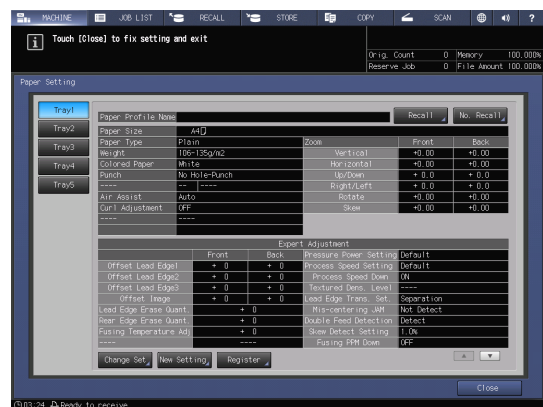 MACHINE JOB LIST RECALL STORE COPY SCAN ?
Touch [Close] to fix setting and
exit
Orig. Count 0 Memory 100.000%
Reserve Job 0 File Amount 100.000%
Paper Setting
Tray1
Tray2
Tray3
Tray4
Tray5
Paper Profile Name Recall No. Recall
Paper Size A4
Paper Type Plain Zoom Front Back
Weight 106-135g/m2 Vertical +0.00 +0.00
Colored Paper White Horizontal +0.00 +0.00
Punch No Hole-Punch Up/Down + 0.0 + 0.0
---- -- ---- Right/Left + 0.0 + 0.0
Air Assist Auto Rotate +0.00 +0.00
Curl Adjustment OFF Skew +0.00 +0.00
---- ----
Expert Adjustment
Front Back Pressure Power Setting Default
Offset Lead Edge1 + 0 + 0 Process Speed Setting Default
Offset Lead Edge2 + 0 + 0 Process Speed Down ON
Offset Lead Edge3 + 0 + 0 Textured Dens. Level ----
Offset Image + 0 + 0 Lead Edge Trans. Set. Separation
Lead Edge Erase Quant. + 0 Mis-centering JAM Not Detect
Rear Edge Erase Quant. + 0 Double Feed Detection Detect
Fusing Temperature Adj + 0 Skew Detect Setting 1.0%
---- ---- Fusing PPM Down OFF
Change Set New Setting Register
Close
03:24 Ready to receive